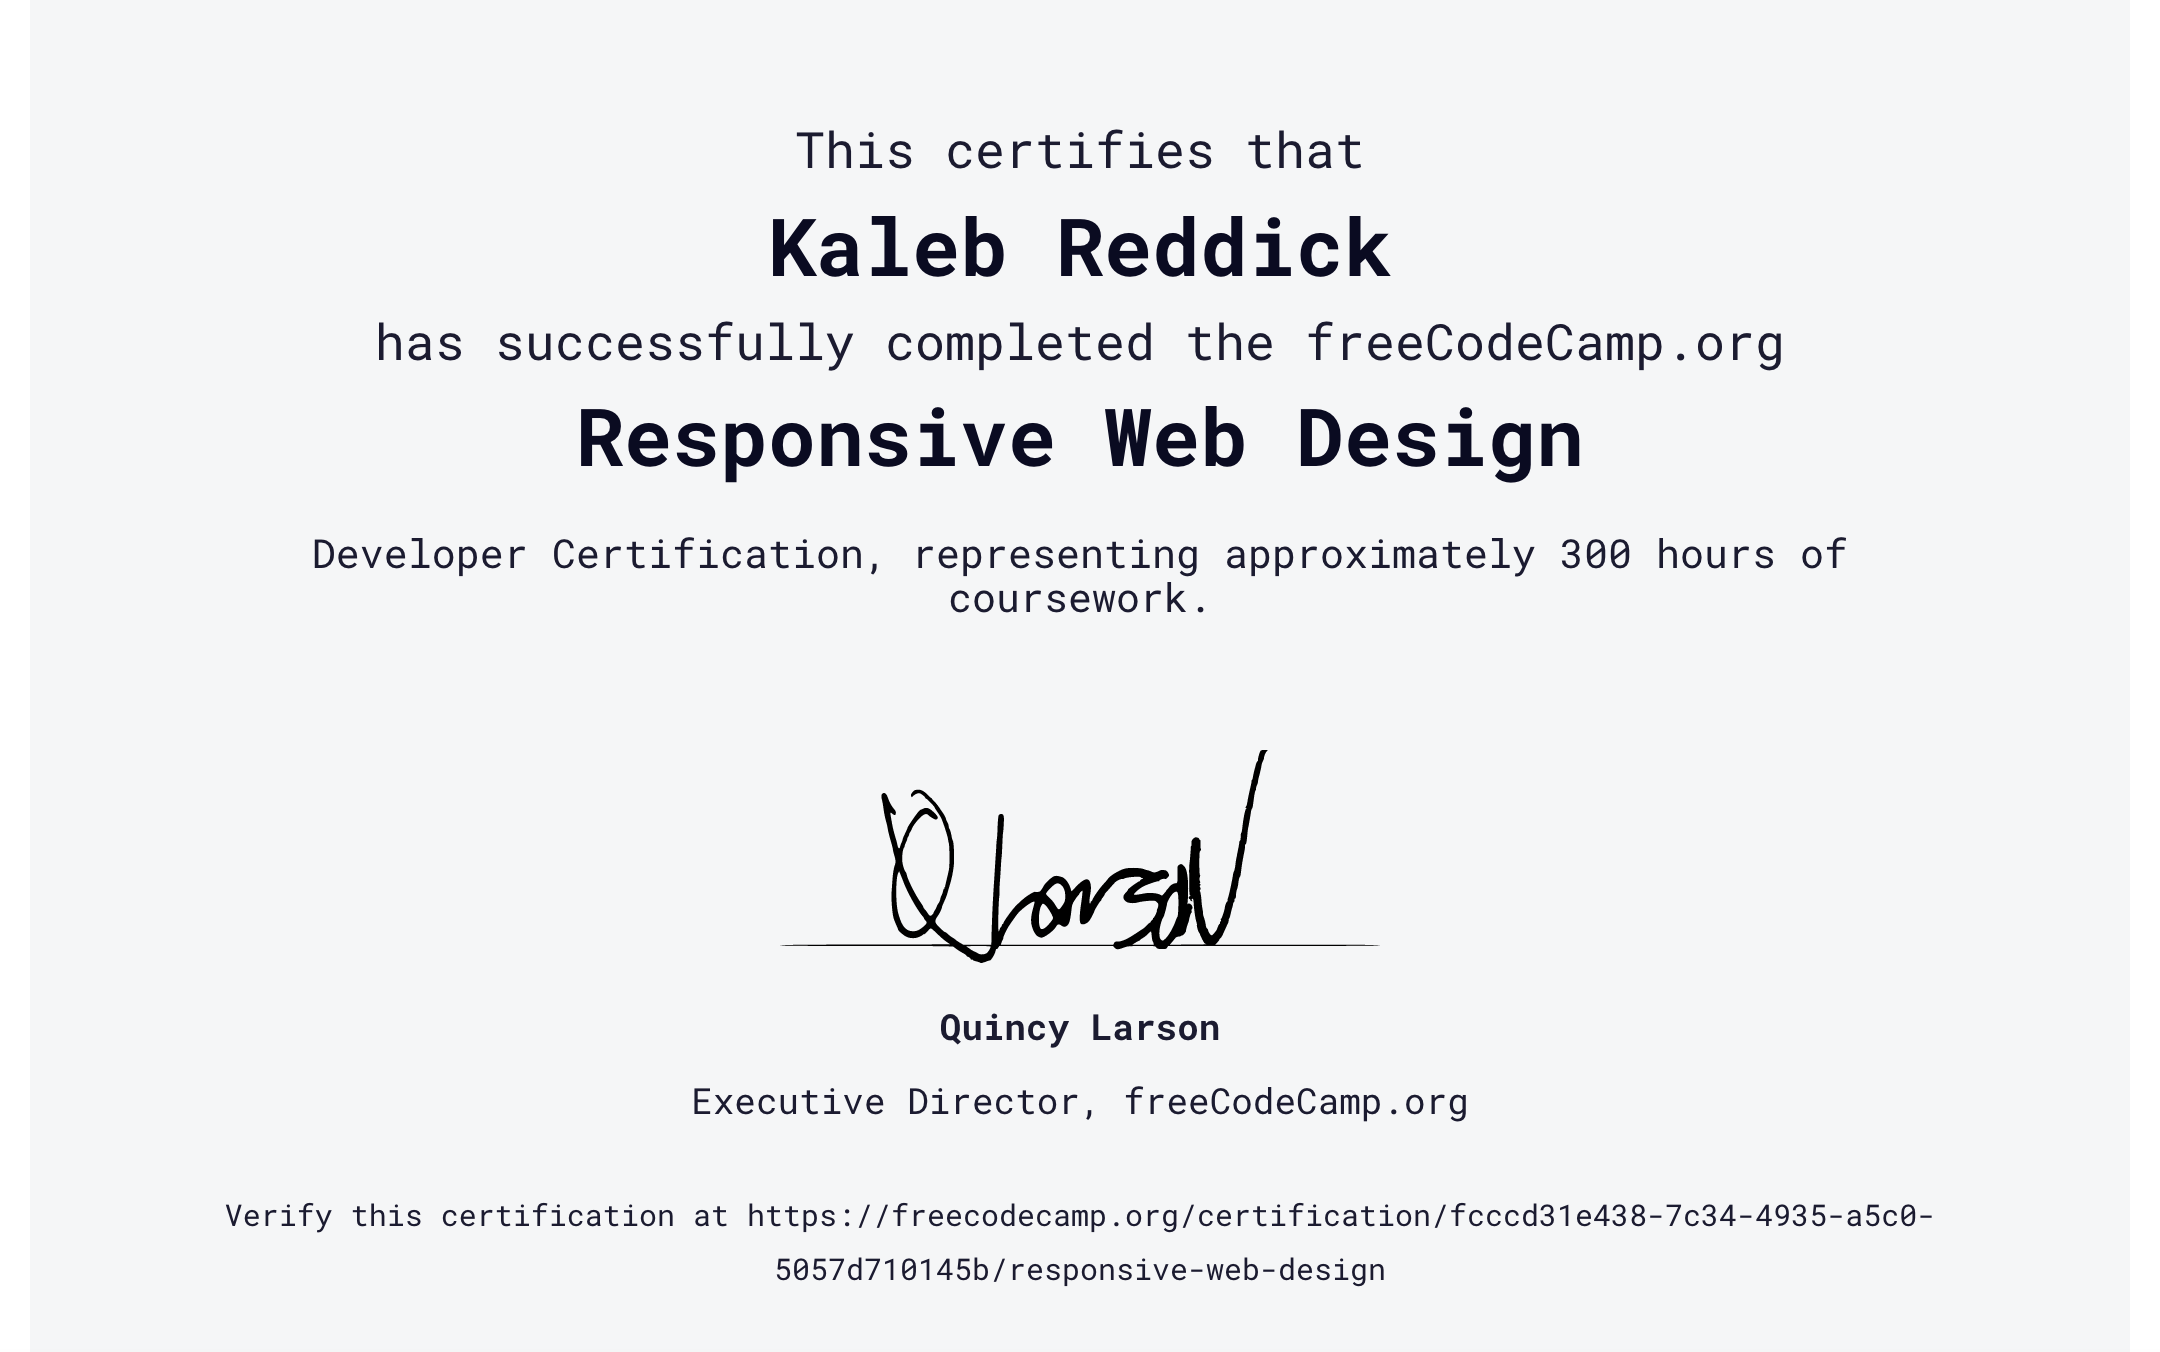 This certifies that
Kaleb Reddick
has successfully completed the freeCodeCamp.org
Responsive Web Design
Developer Certification, representing approximately 300 hours of
coursework.
Q Larson
Quincy Larson
Executive Director, freeCodeCamp.org
Verify this certification at https://freecodecamp.org/certification/fcccd31e438-7c34-4935-a5c0-
5057d710145b/responsive-web-design